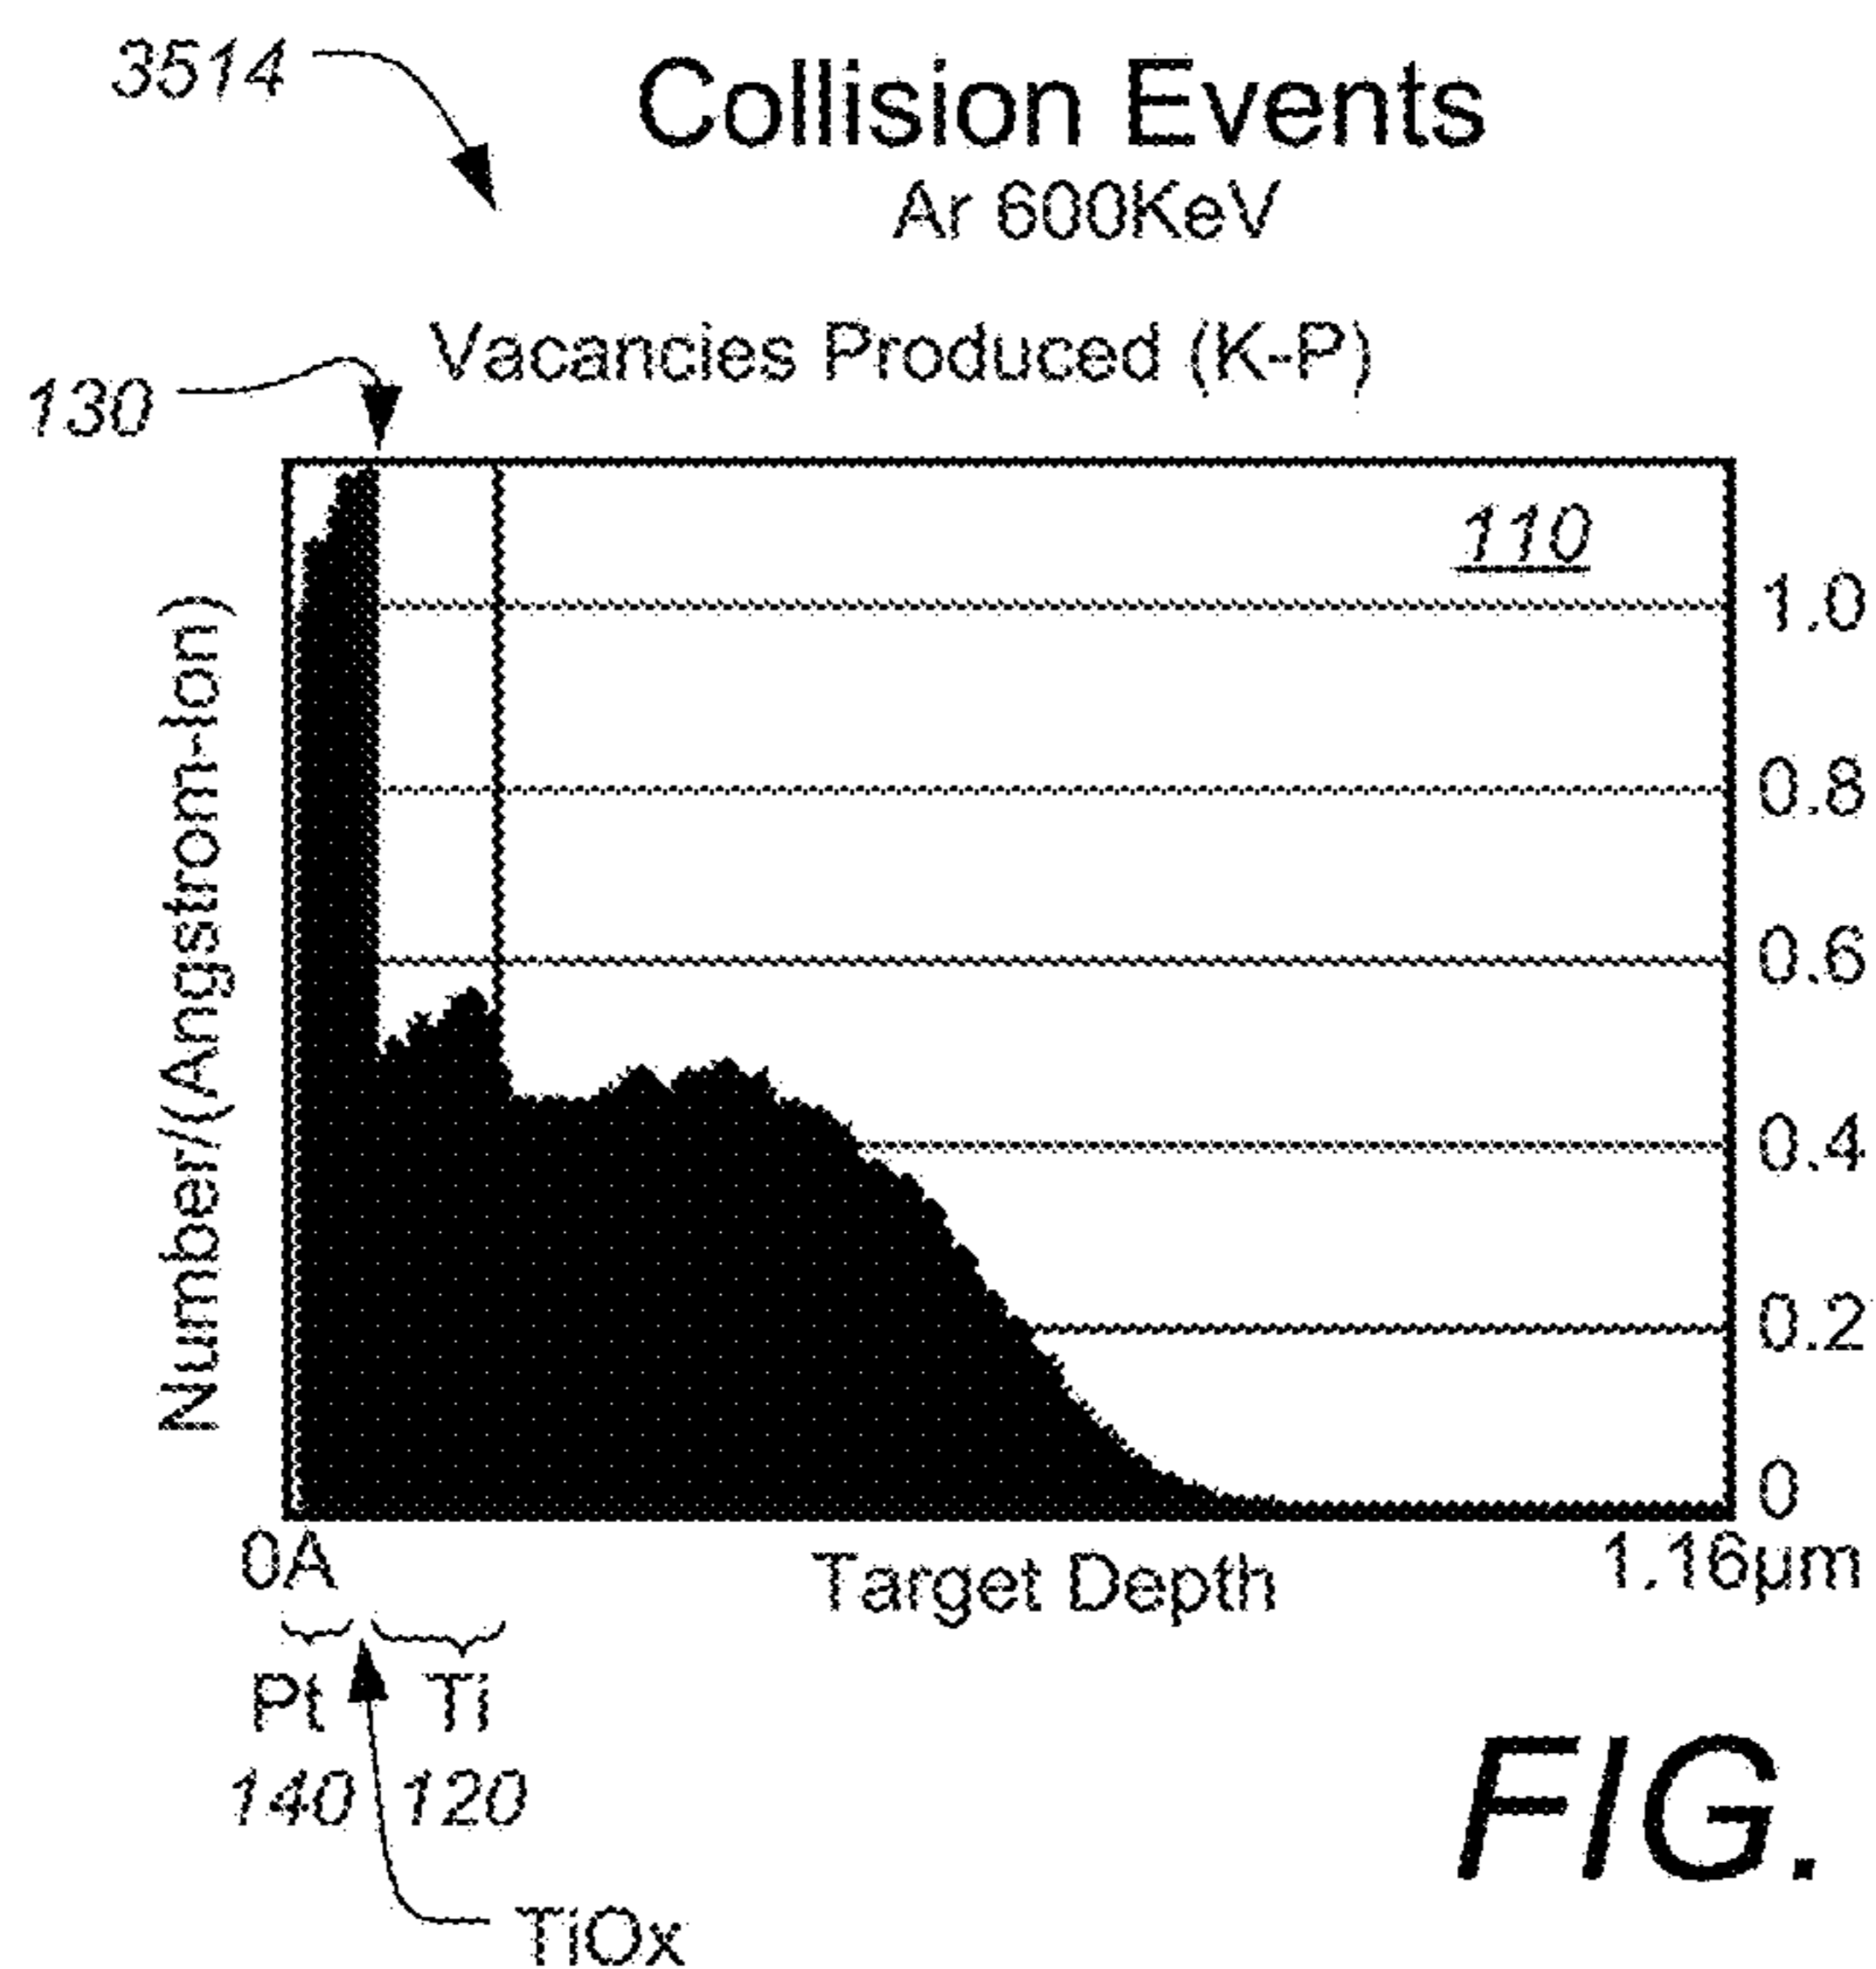 3514
Collision Events
Ar 600KeV
Vacancies Produced (K-P)
130
110
Number/(Angstrom-Ion)
1.0
0.8
0.6
0.4
0.2
0
0A
Target Depth
1.16µm
Pt
Ti
140
120
TiOx
FIG.